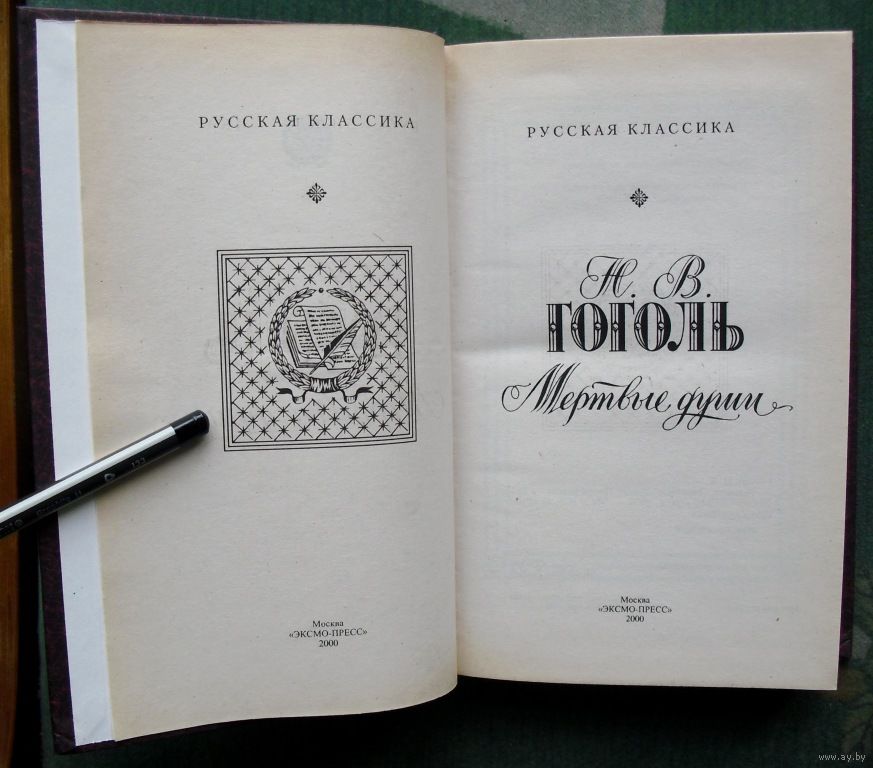 РУССКАЯ КЛАССИКА
Москва
«ЭКСМО-ПРЕСС»
2000
РУССКАЯ КЛАССИКА
Н. В.
ГОГОЛЬ
Мертвые души
Москва
«ЭКСМО-ПРЕСС»
2000
www.ay.by